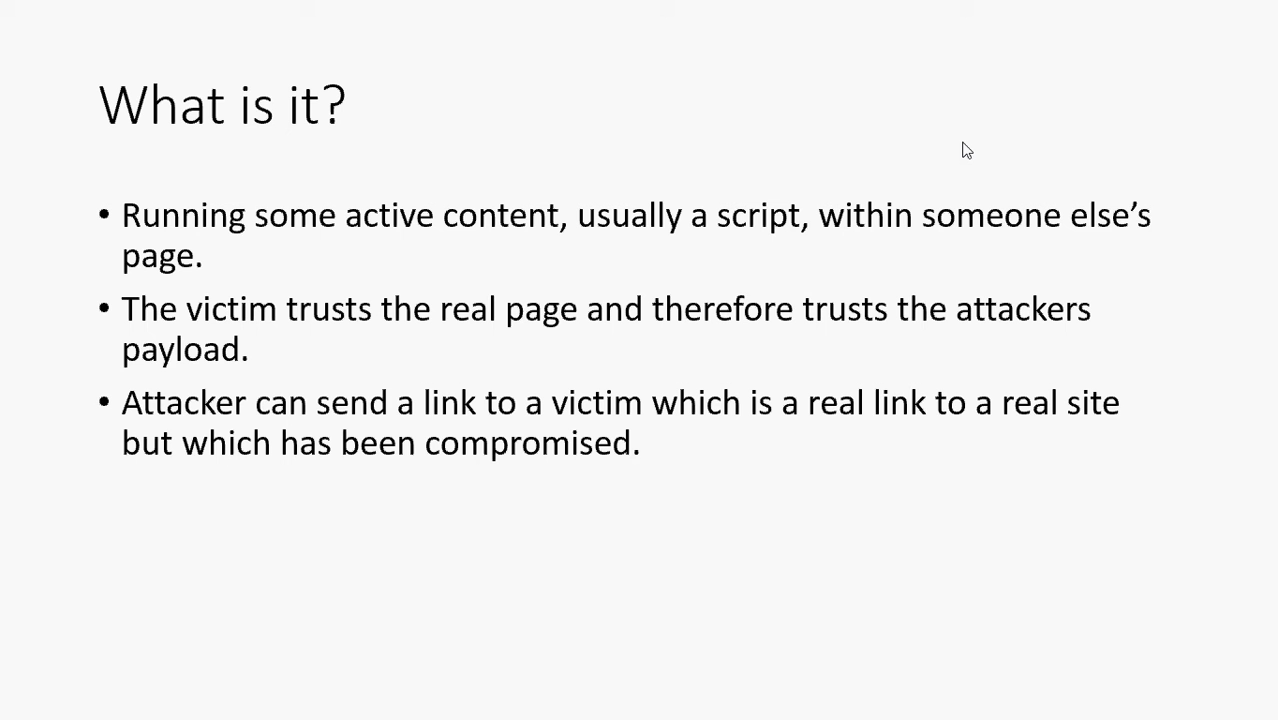 What is it?
• Running some active content, usually a script, within someone else’s
page.
• The victim trusts the real page and therefore trusts the attackers
payload.
• Attacker can send a link to a victim which is a real link to a real site
but which has been compromised.